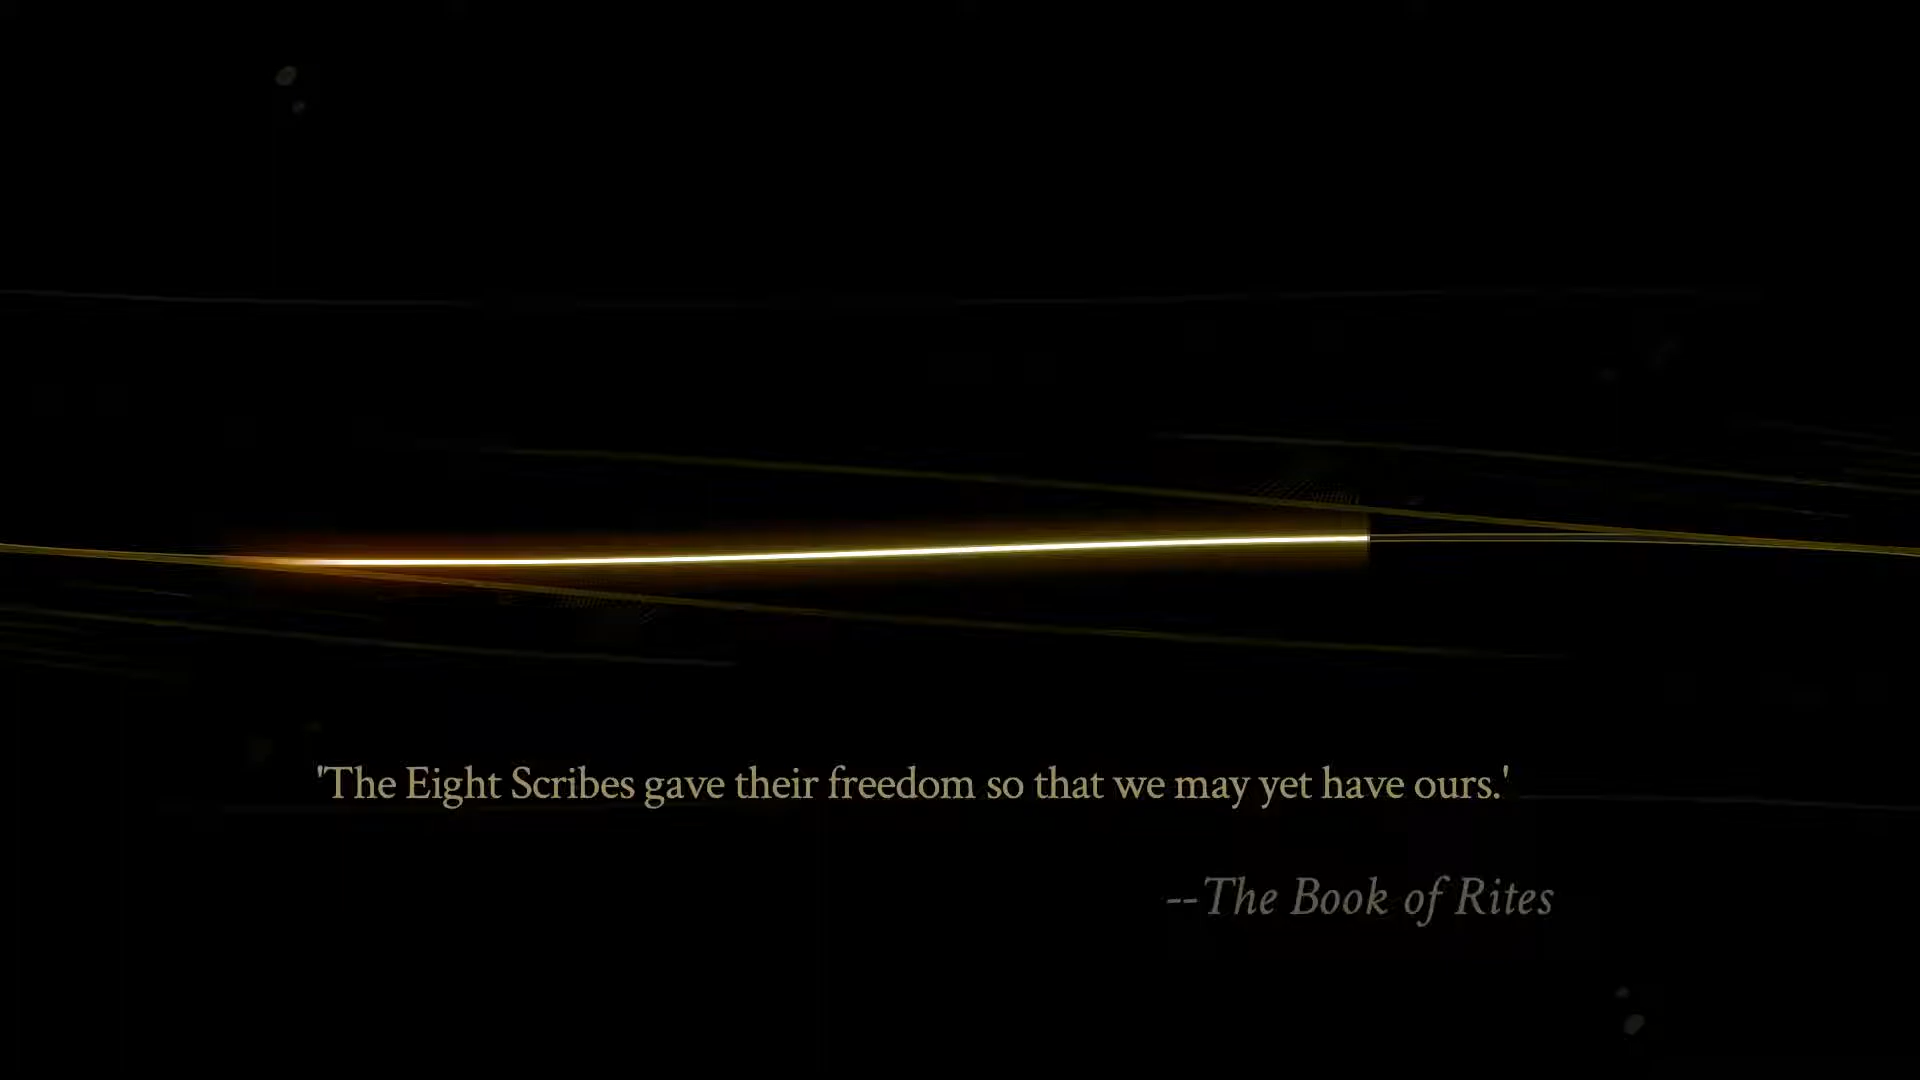 'The Eight Scribes gave their freedom so that we may yet have ours.'
--The Book of Rites